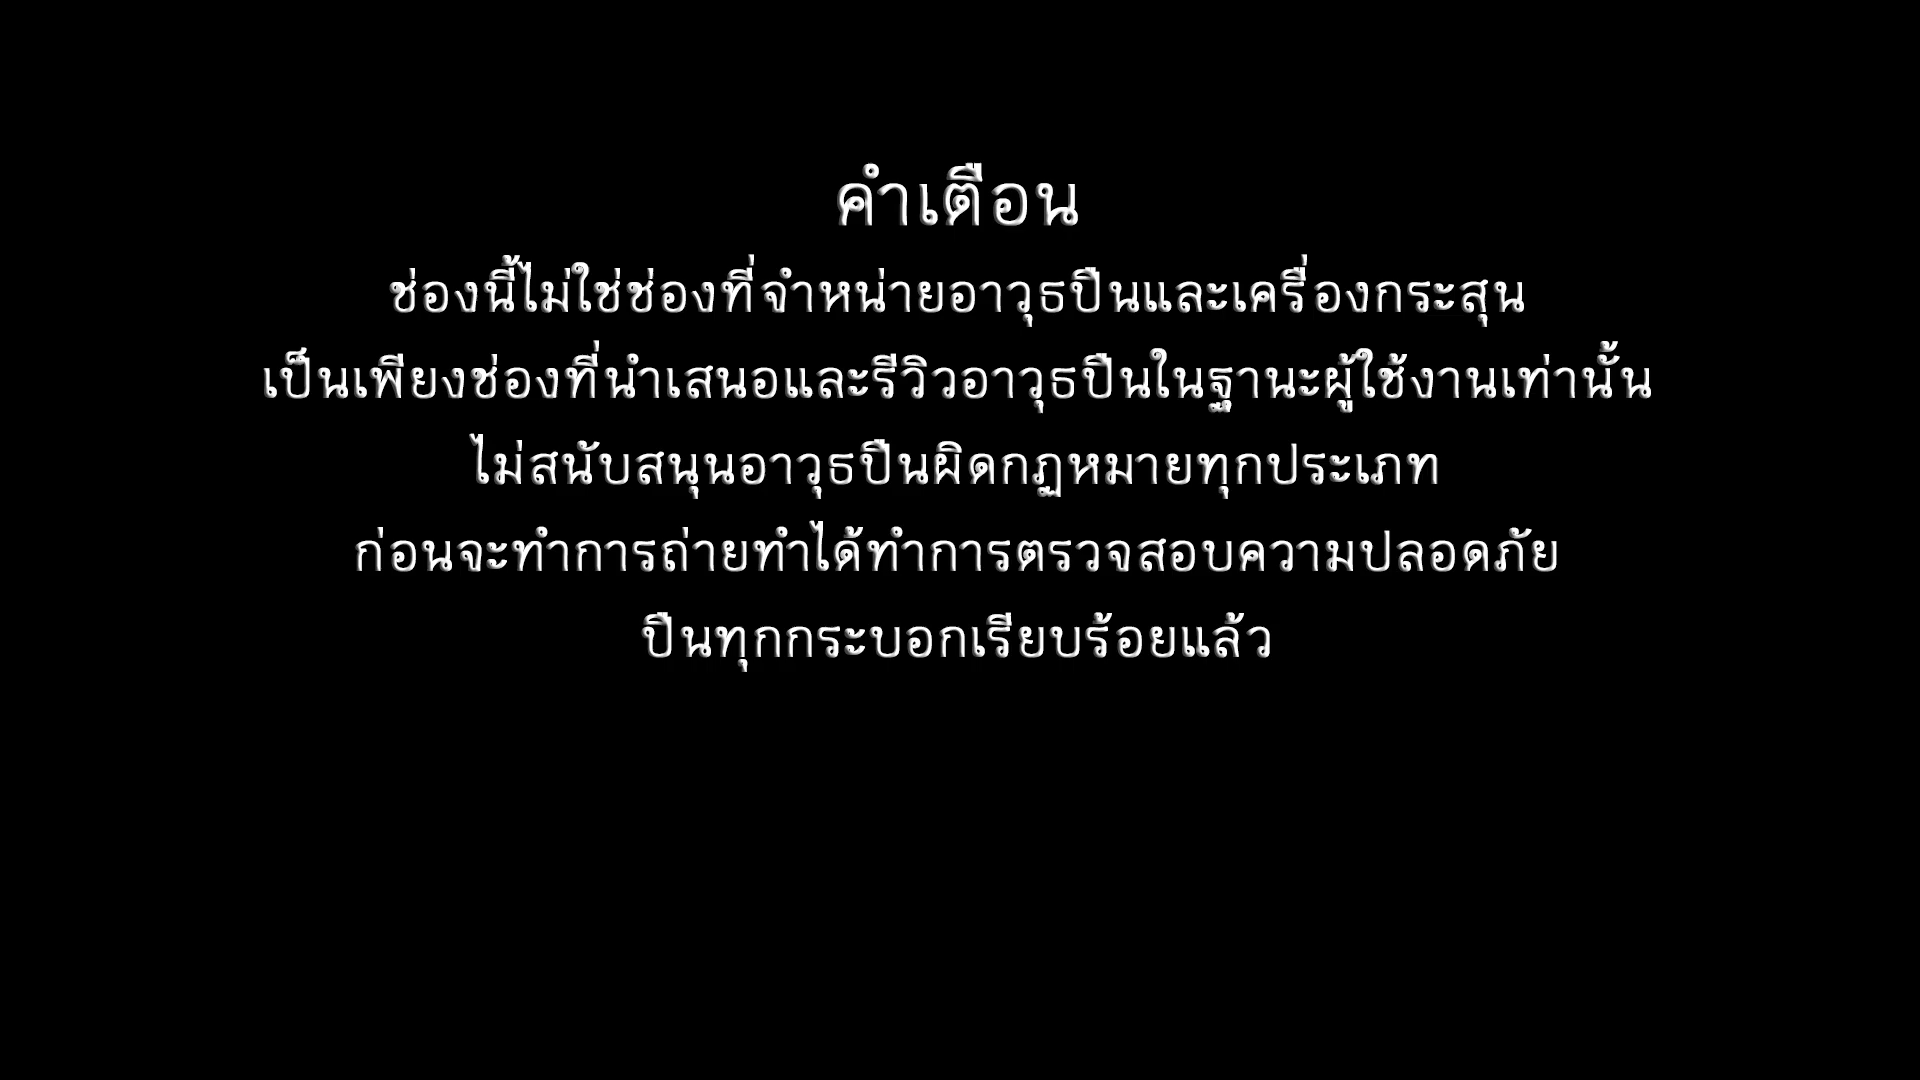 คำเตือน
ช่องนี้ไม่ใช่ช่องที่จำหน่ายอาวุธปืนและเครื่องกระสุน
เป็นเพียงช่องที่นำเสนอและรีวิวอาวุธปืนในฐานะผู้ใช้งานเท่านั้น
ไม่สนับสนุนอาวุธปืนผิดกฏหมายทุกประเภท
ก่อนจะทำการถ่ายทำได้ทำการตรวจสอบความปลอดภัย
ปืนทุกกระบอกเรียบร้อยแล้ว